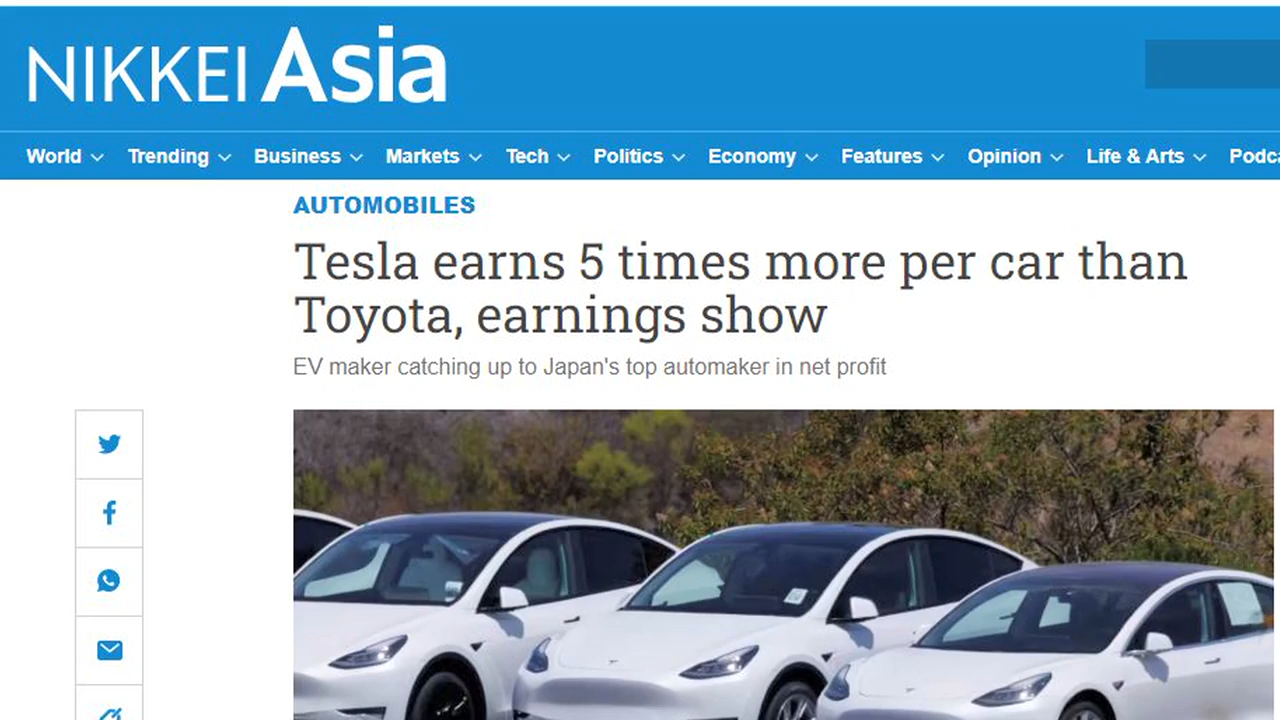 NIKKEI Asia
World Trending Business Markets Tech Politics Economy Features Opinion Life & Arts
AUTOMOBILES
Tesla earns 5 times more per car than
Toyota, earnings show
EV maker catching up to Japan's top automaker in net profit